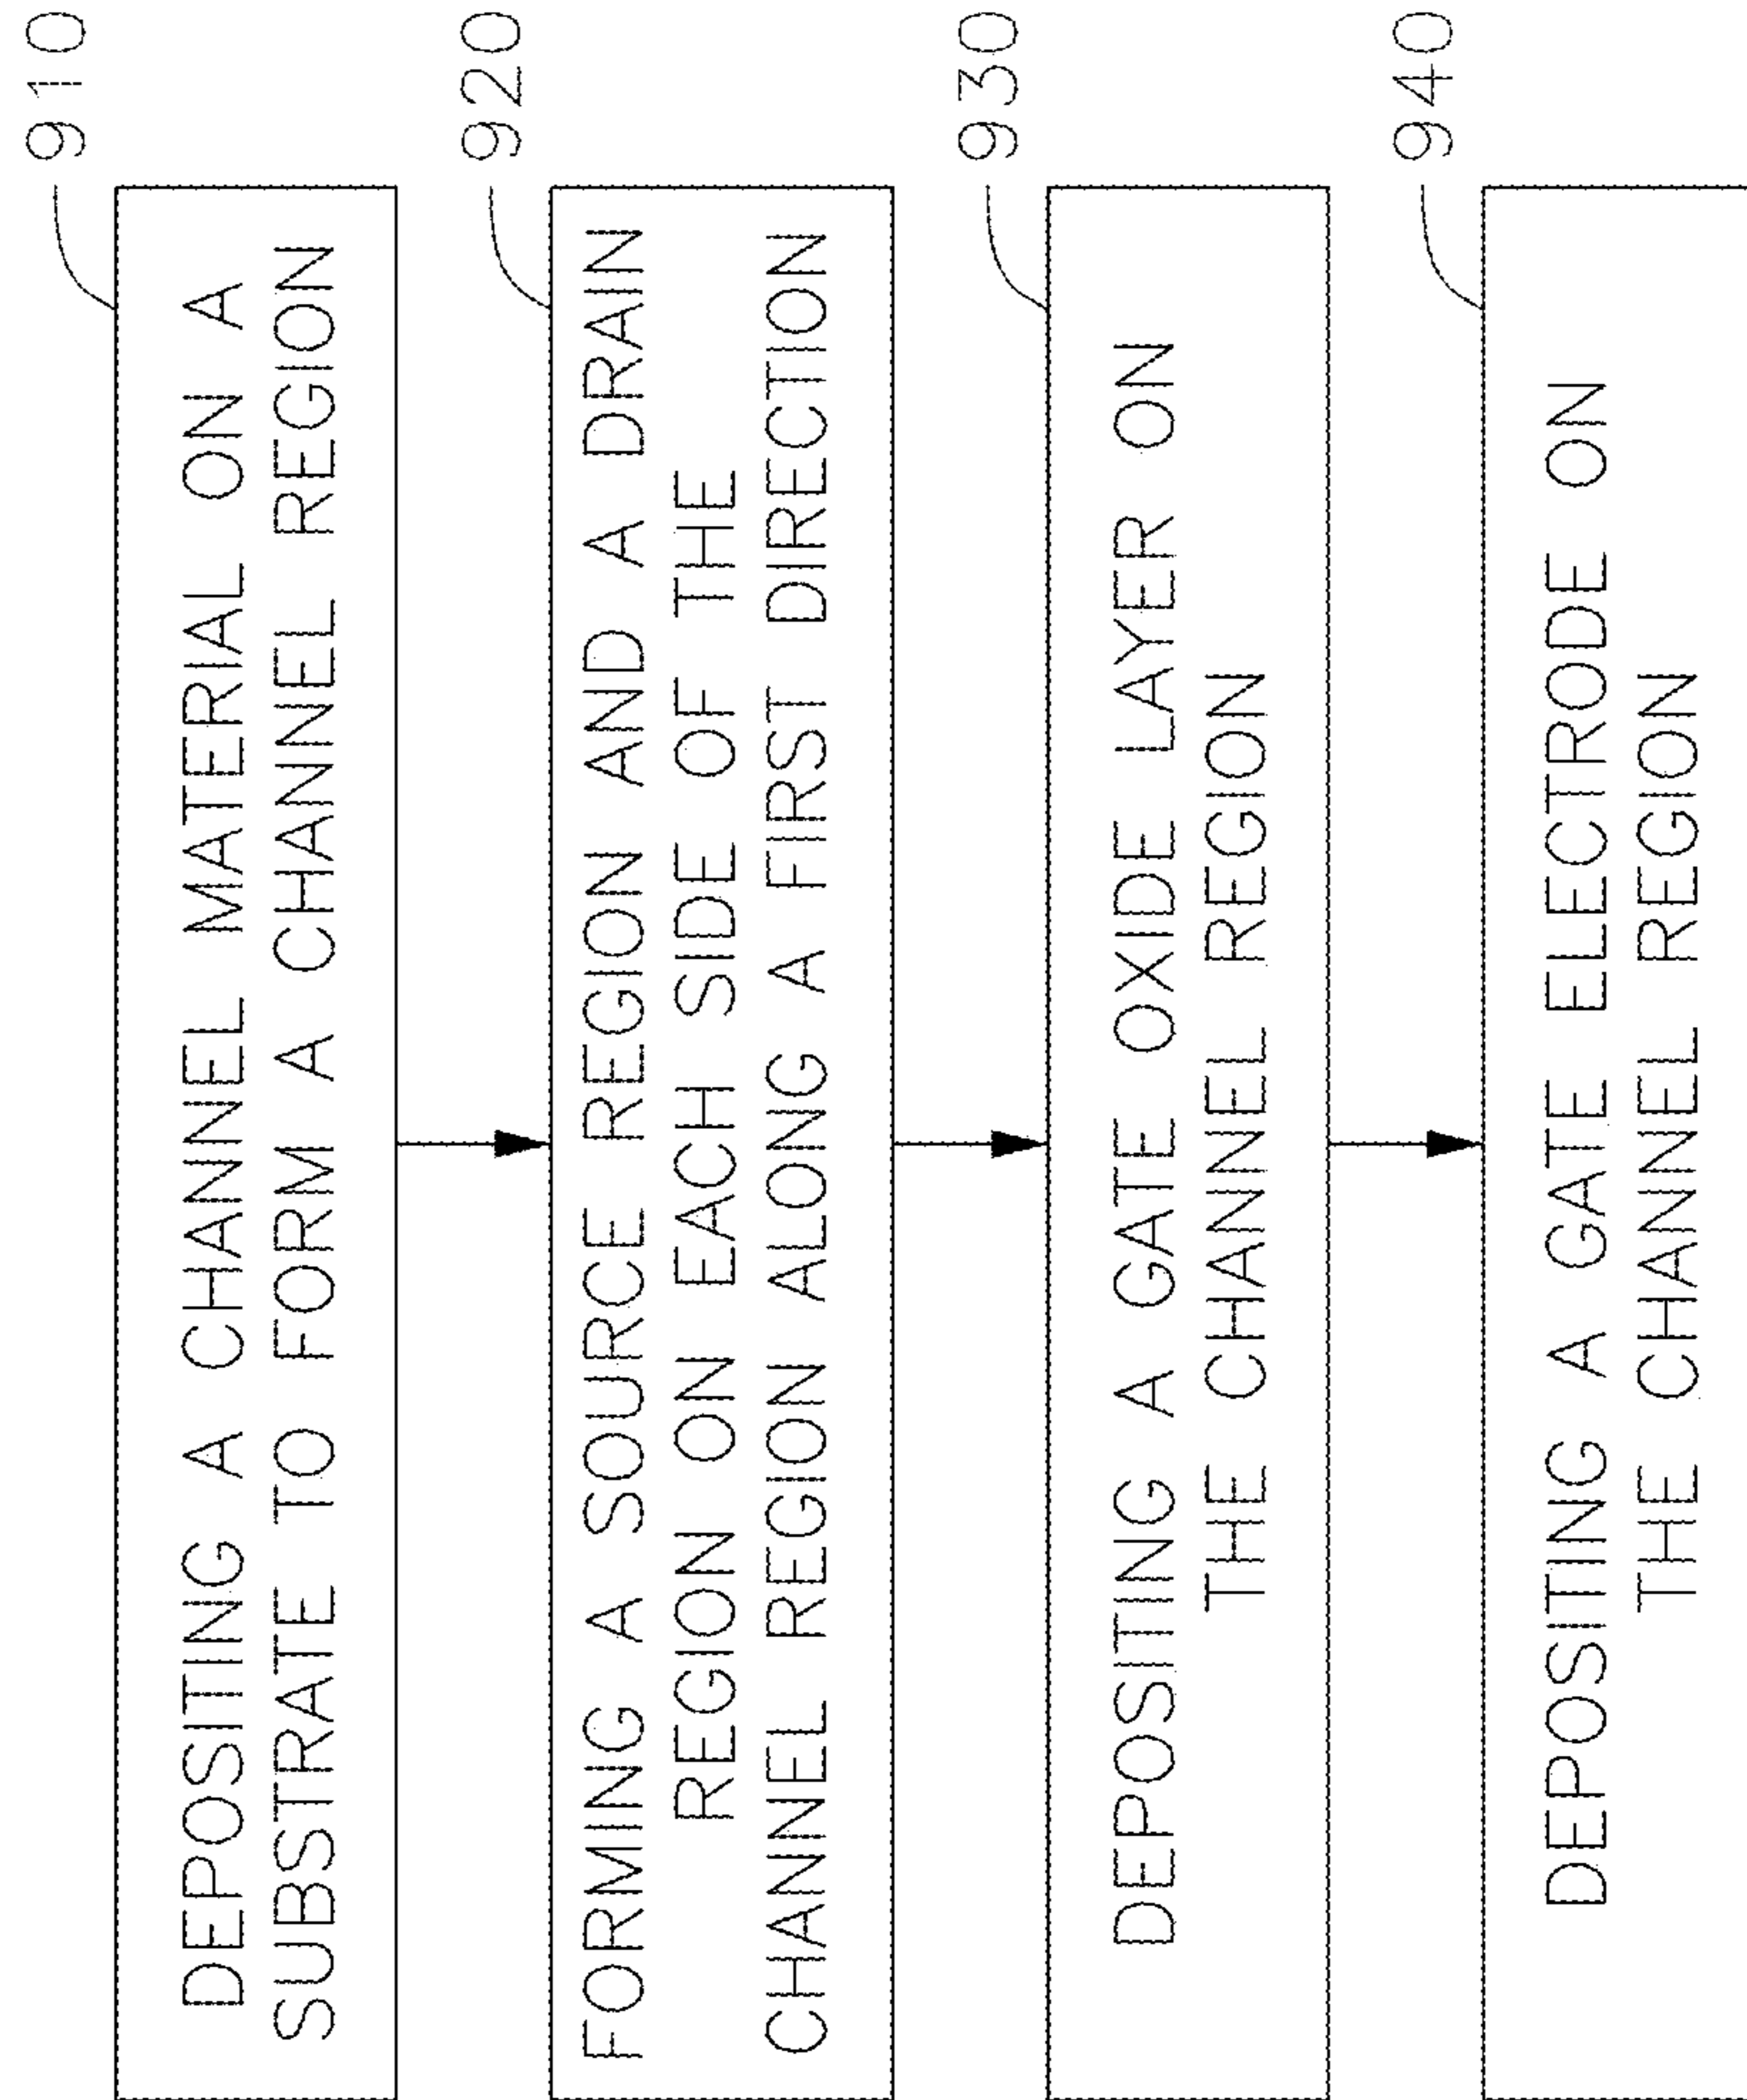 910
DEPOSITING A CHANNEL MATERIAL ON A
SUBSTRATE TO FORM A CHANNEL REGION
920
FORMING A SOURCE REGION AND A DRAIN
REGION ON EACH SIDE OF THE
CHANNEL REGION ALONG A FIRST DIRECTION
930
DEPOSITING A GATE OXIDE LAYER ON
THE CHANNEL REGION
940
DEPOSITING A GATE ELECTRODE ON
THE CHANNEL REGION